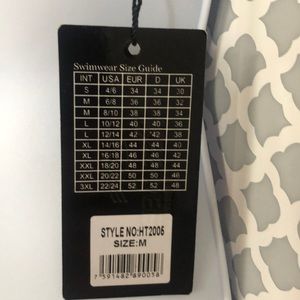 Swimwear Size Guide
INT USA EUR D UK
S 4/6 34 34 30
M 6/8 36 36 32
M 8/10 38 38 34
L 10/12 40 40 36
L 12/14 42 42 38
XL 14/16 44 44 40
XL 16/18 46 46 42
XXL 18/20 48 48 44
XXL 20/22 50 50 46
3XL 22/24 52 52 48
STYLE NO:HT2006
SIZE:M
7 591482 890058